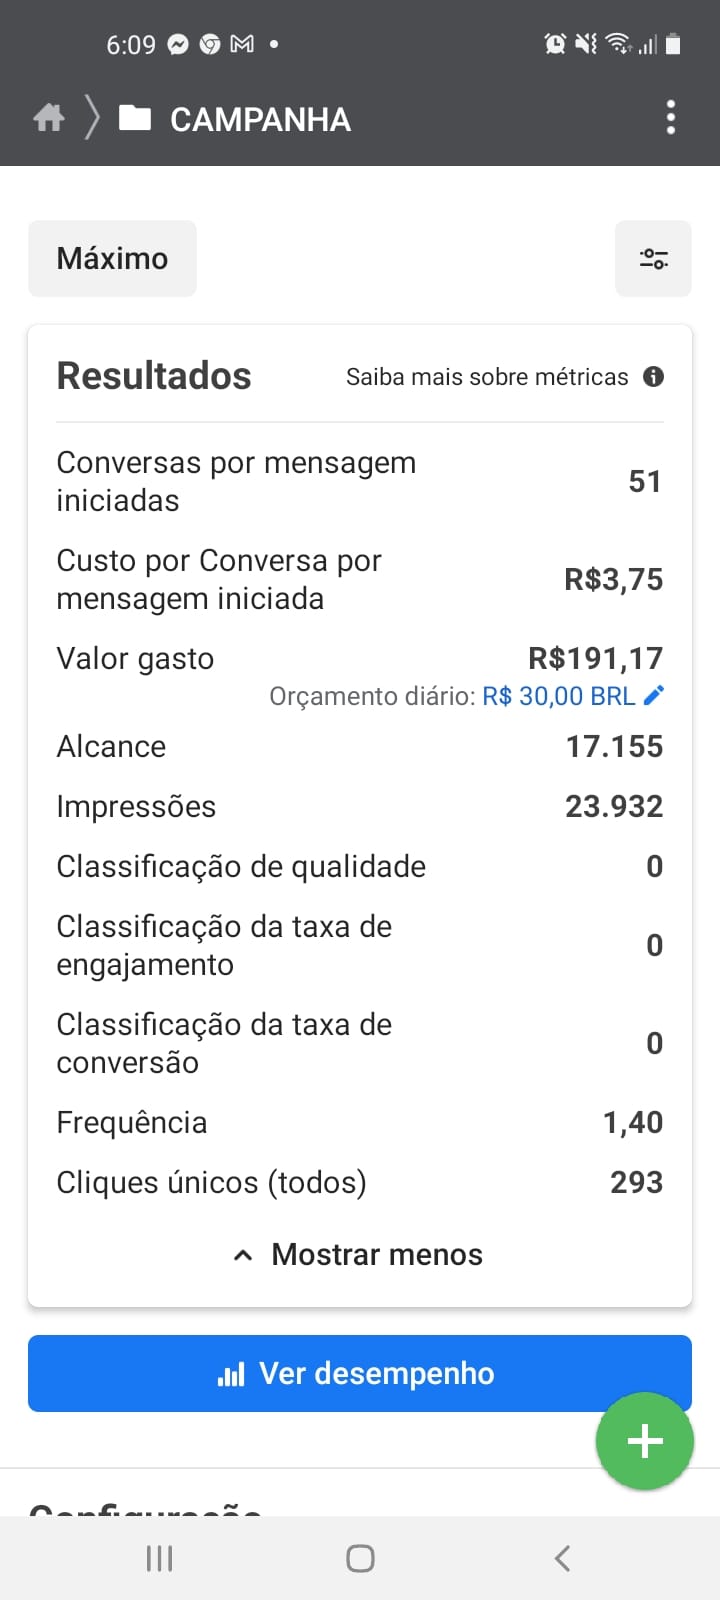 6:09
CAMPANHA
Máximo
Resultados
Saiba mais sobre métricas
Conversas por mensagem
iniciadas
51
Custo por Conversa por
mensagem iniciada
R$3,75
Valor gasto
R$191,17
Orçamento diário: R$ 30,00 BRL
Alcance
17.155
Impressões
23.932
Classificação de qualidade
0
Classificação da taxa de
engajamento
0
Classificação da taxa de
conversão
0
Frequência
1,40
Cliques únicos (todos)
293
Mostrar menos
Ver desempenho
Configuração